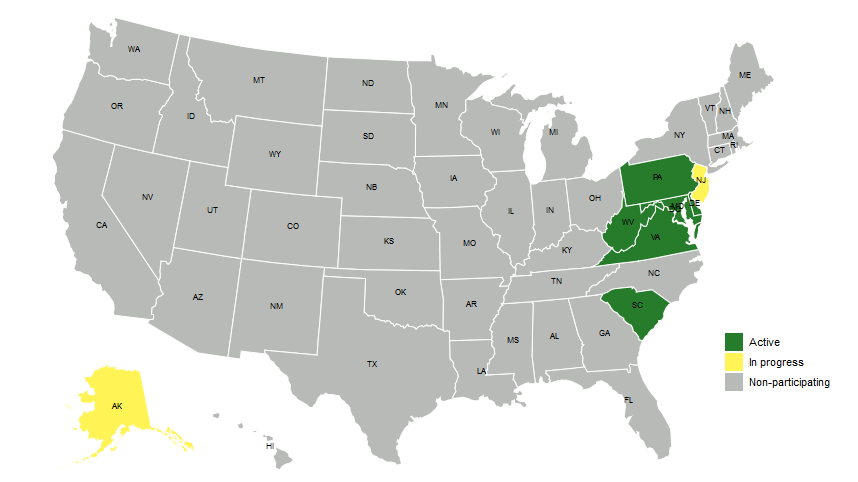 WA
MT
ND
MN
ME
VT
NH
OR
ID
SD
WI
MI
NY
MA
CT
RI
WY
NB
IA
PA
NJ
NV
UT
CO
IL
IN
OH
DE
CA
KS
MO
WV
VA
KY
AZ
NM
OK
AR
TN
NC
SC
TX
LA
MS
AL
GA
FL
AK
HI
Active
In progress
Non-participating